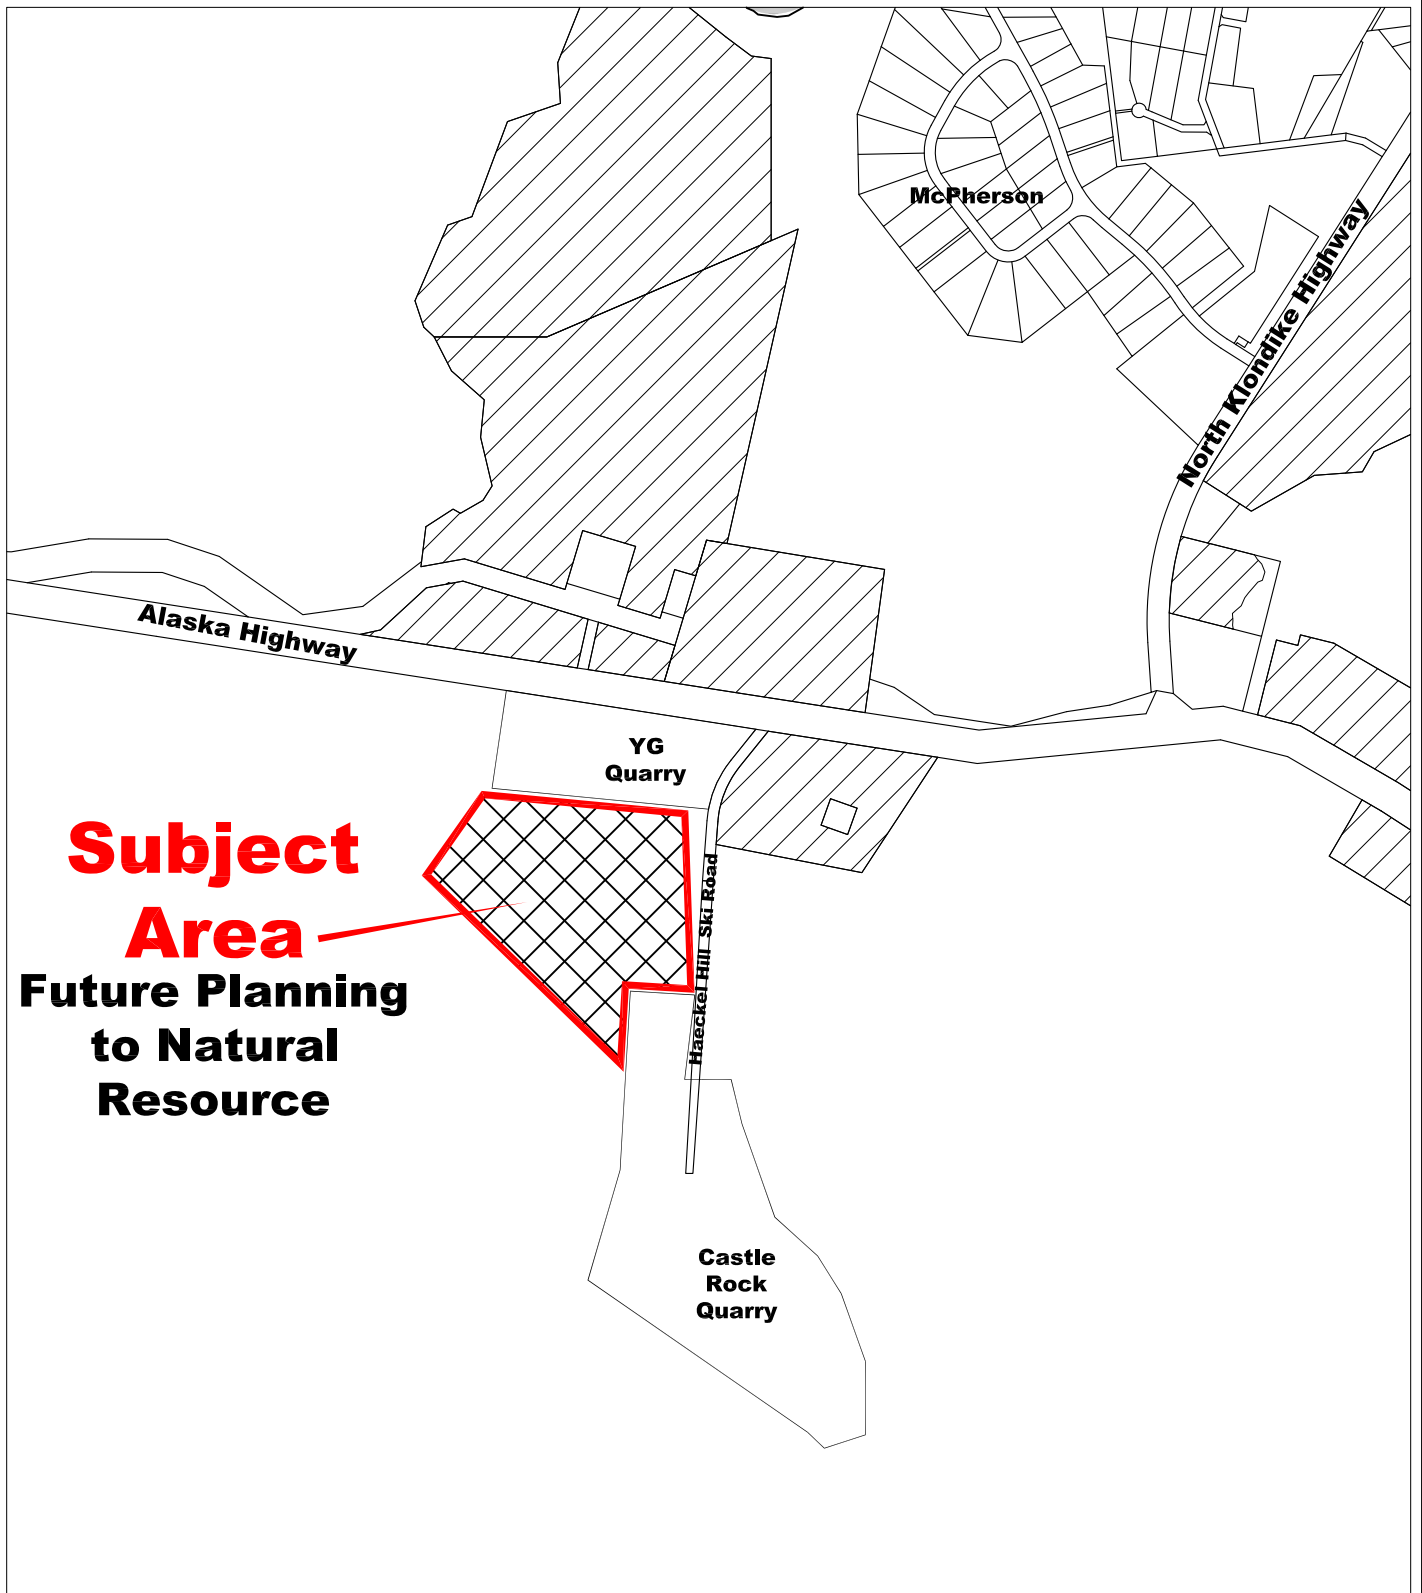 McPherson
North Klondike Highway
Alaska Highway
YG
Quarry
Subject
Area
Future Planning
to Natural
Resource
Haeckel Hill Ski Road
Castle
Rock
Quarry